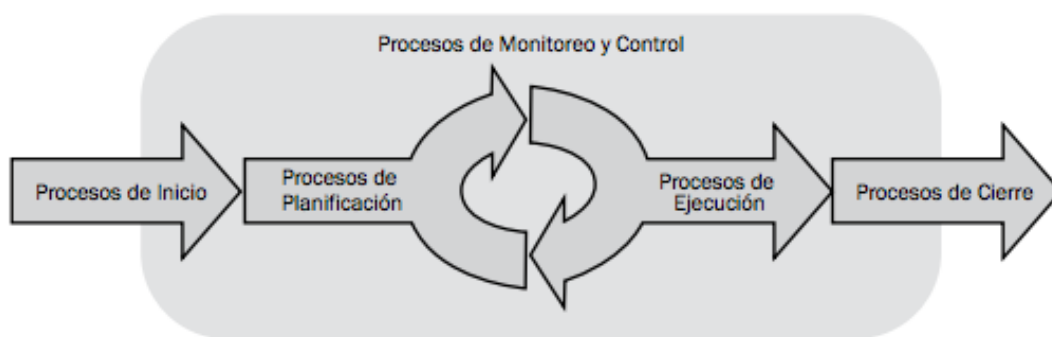 Procesos de Monitoreo y Control
Procesos de Inicio
Procesos de
Planificación
Procesos de
Ejecución
Procesos de Cierre